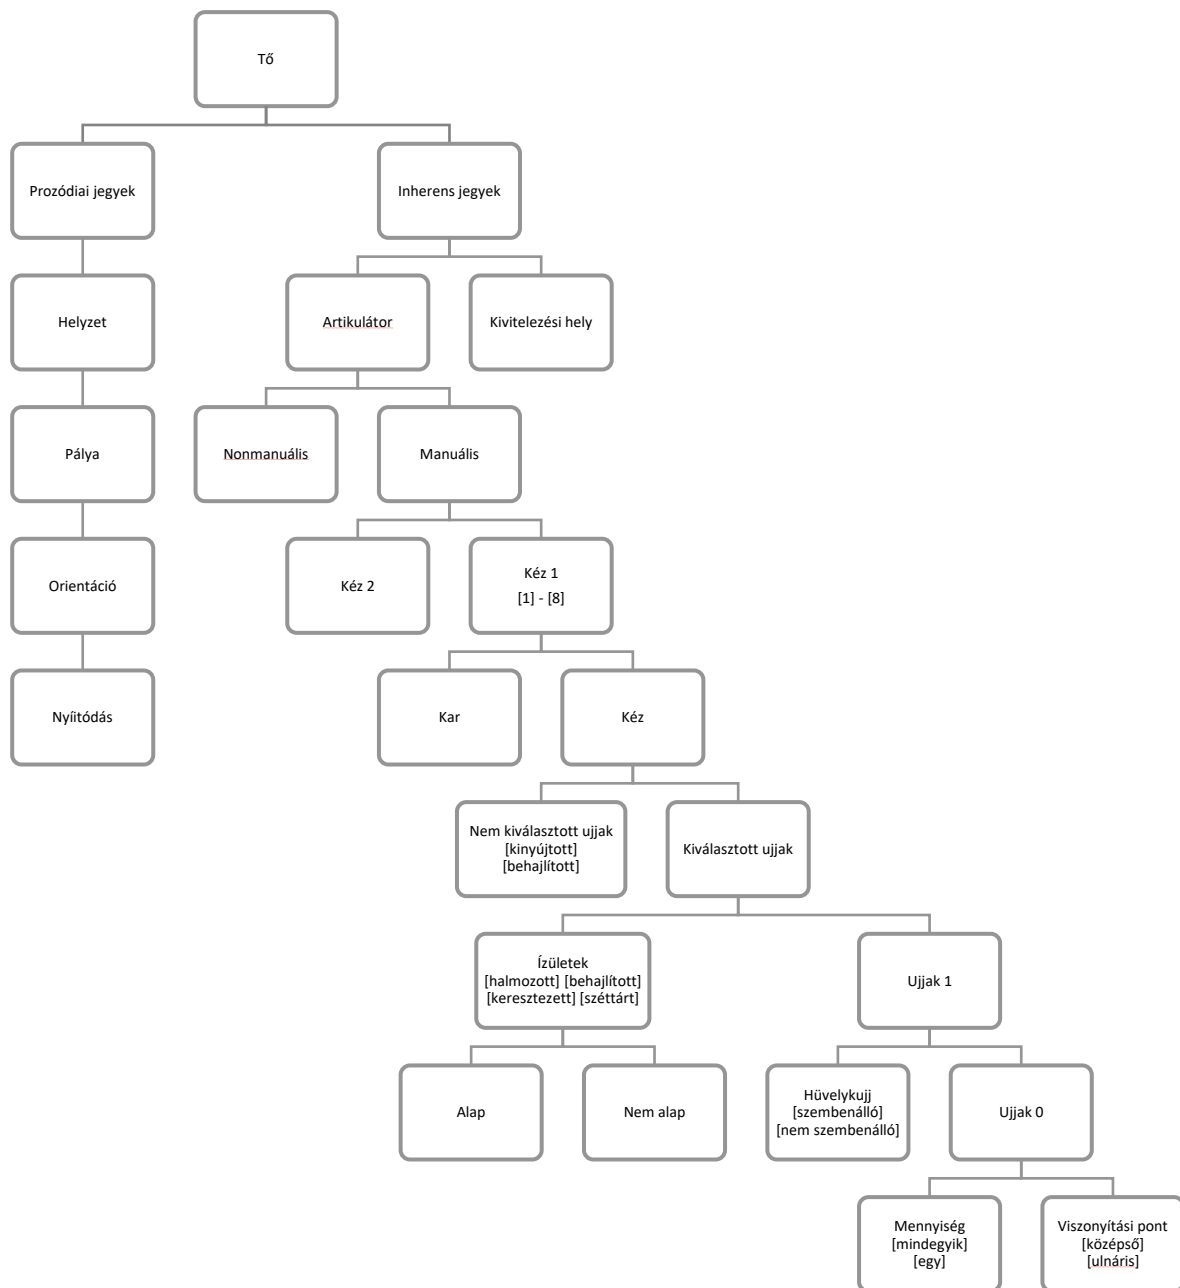 Tő
Prozódiai jegyek
Inherens jegyek
Helyzet
Artikulátor
Kivitelezési hely
Pálya
Nonmanuális
Manuális
Orientáció
Kéz 2
Kéz 1
[1] - [8]
Nyíitódás
Kar
Kéz
Nem kiválasztott ujjak
[kinyújtott]
[behajlított]
Kiválasztott ujjak
Ízületek
[halmozott] [behajlított]
[keresztezett] [széttárt]
Ujjak 1
Alap
Nem alap
Hüvelykujj
[szembenálló]
[nem szembenálló]
Ujjak 0
Mennyiség
[mindegyik]
[egy]
Viszonyítási pont
[középső]
[ulnáris]